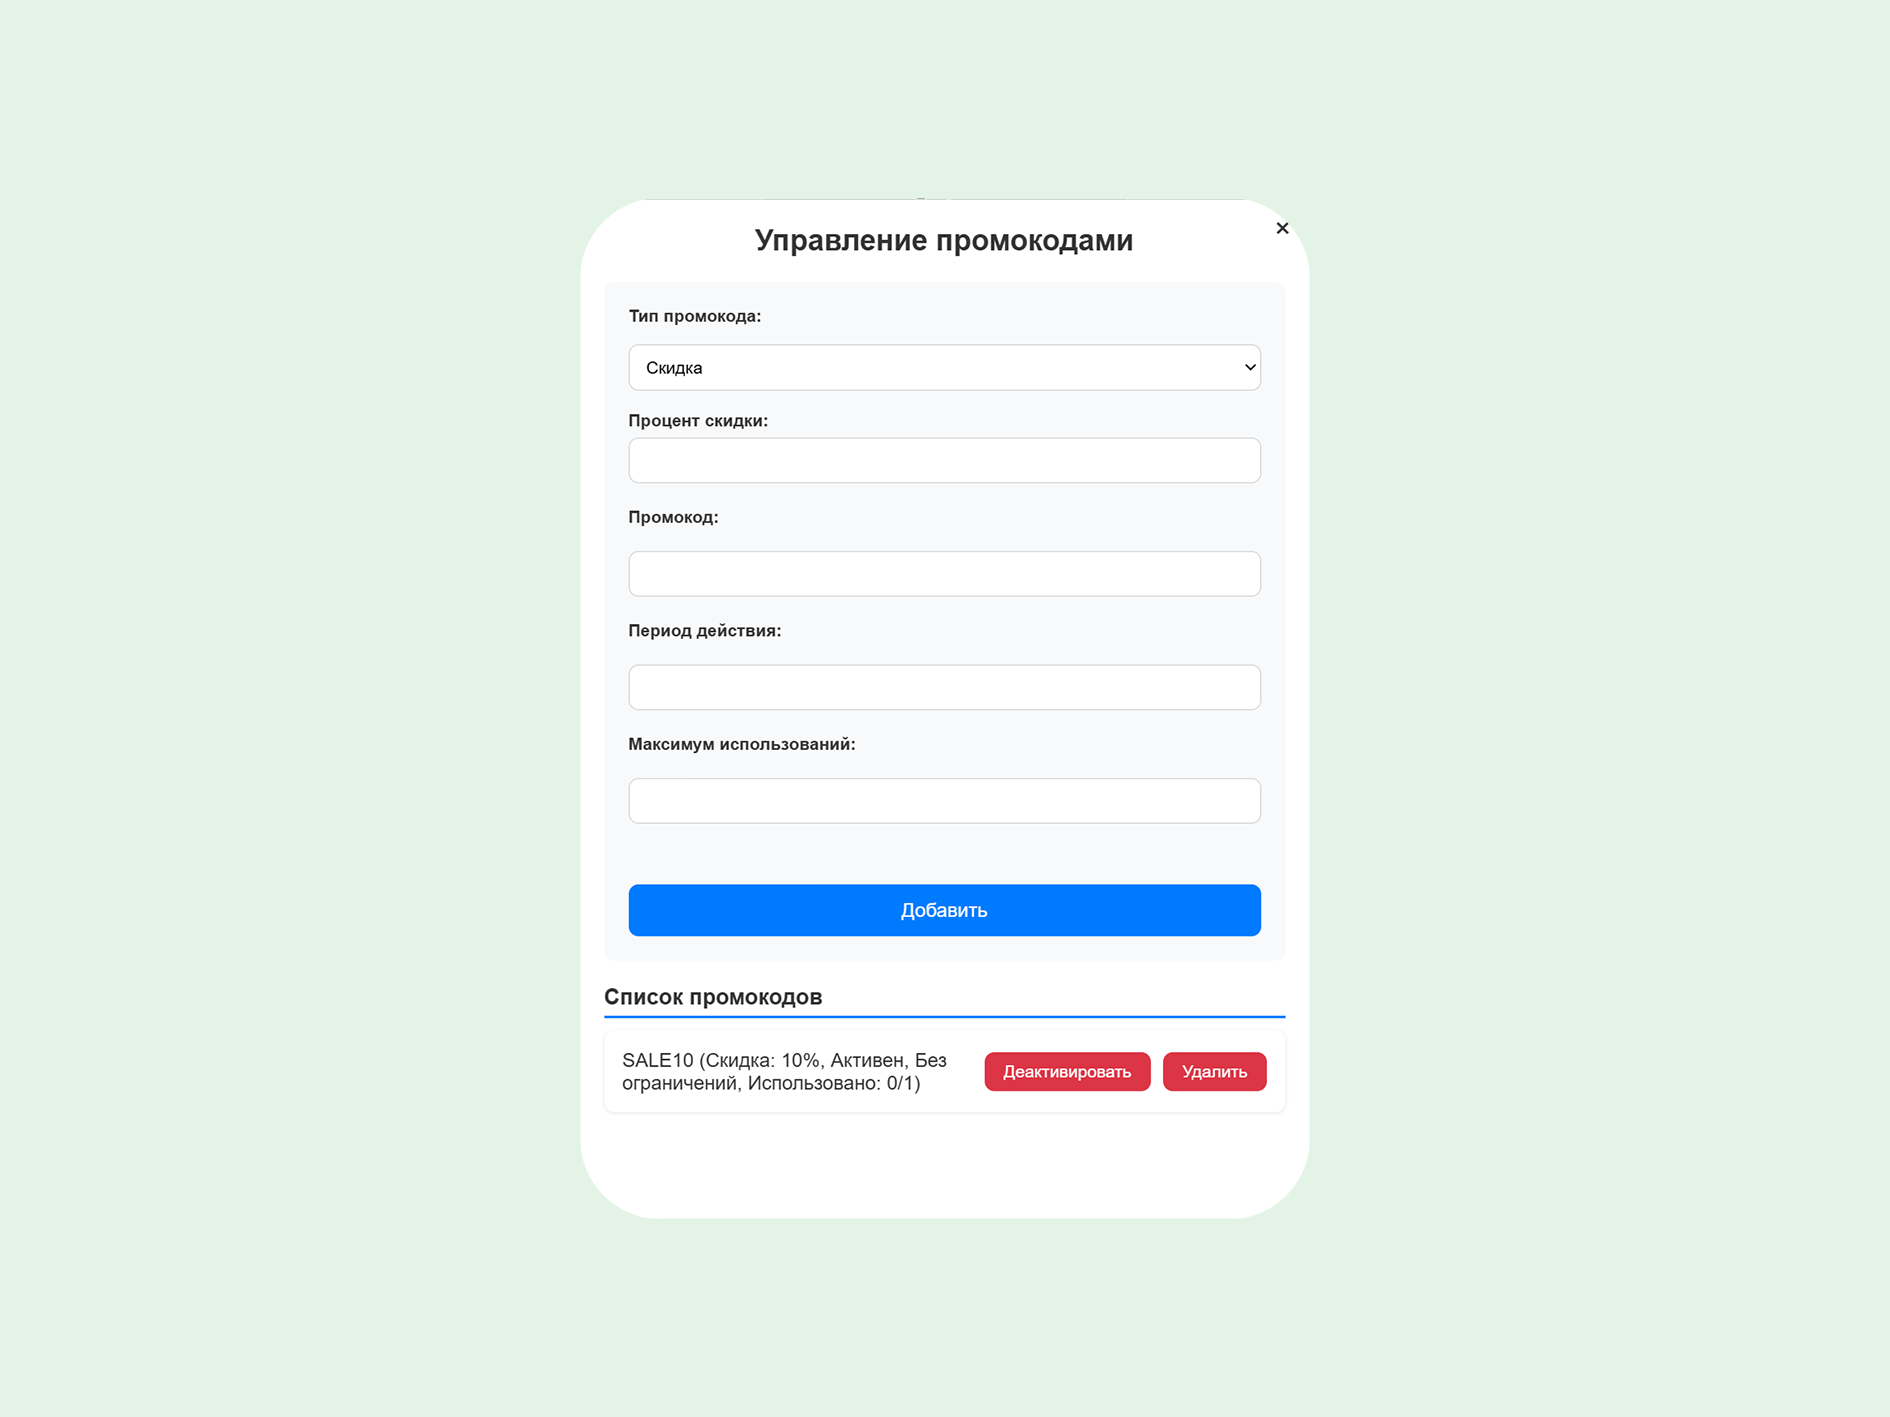 Управление промокодами
×
Тип промокода:
Скидка
Процент скидки:
Промокод:
Период действия:
Максимум использований:
Добавить
Список промокодов
SALE10 (Скидка: 10%, Активен, Без
ограничений, Использовано: 0/1)
Деактивировать
Удалить